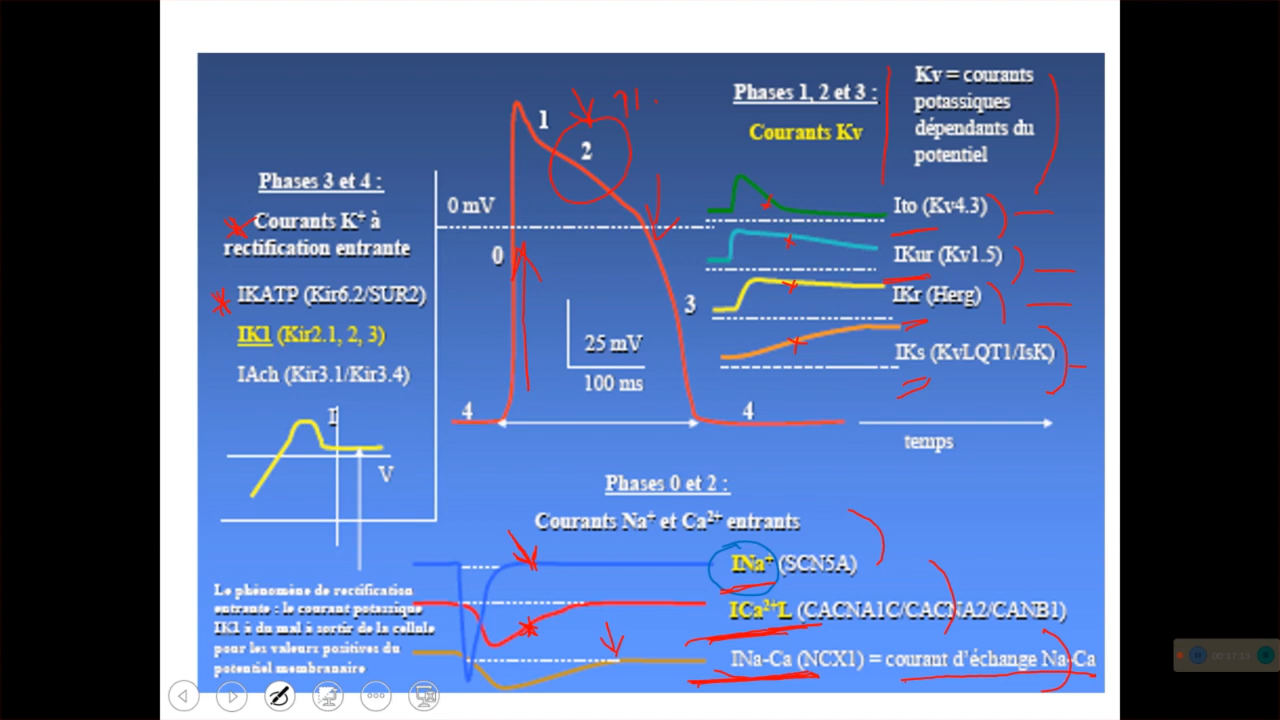 Phases 3 et 4 :
Courants K⁺ à
rectification entrante
IKATP (Kir6.2/SUR2)
IK1 (Kir2.1, 2, 3)
IAch (Kir3.1/Kir3.4)
I
V
Le phénomène de rectification
entrante : le courant potassique
IK1 a du mal à sortir de la cellule
pour les valeurs positives du
potentiel membranaire
0 mV
0
1
2
3
4
4
25 mV
100 ms
temps
Phases 1, 2 et 3 :
Courants Kv
Kv = courants
potassiques
dépendants du
potentiel
Ito (Kv4.3)
IKur (Kv1.5)
IKr (Herg)
IKs (KvLQT1/IsK)
Phases 0 et 2 :
Courants Na⁺ et Ca²⁺ entrants
INa⁺ (SCN5A)
ICa²⁺L (CACNA1C/CACNA2/CANB1)
INa-Ca (NCX1) = courant d’échange Na-Ca